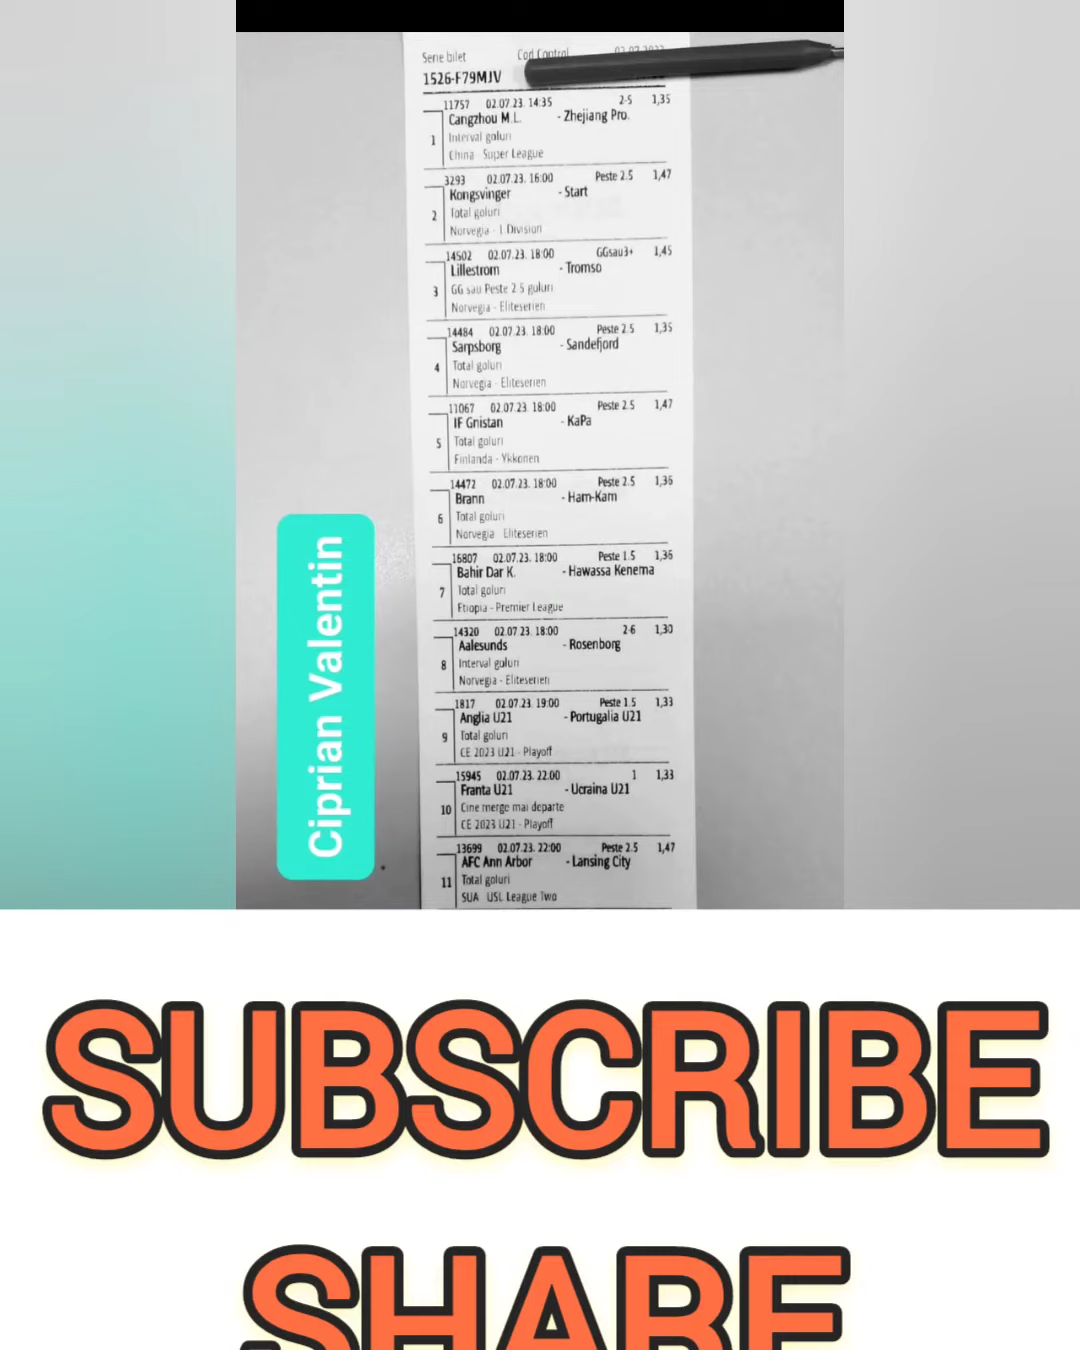 Serie bilet Cod Control 02.07.2023
1526-F79MJV
11757 02.07.23. 14:35 2-5 1,35
Cangzhou M.L. - Zhejiang Pro.
1 Interval goluri
China Super League
3293 02.07.23. 16:00 Peste 2.5 1,47
Kongsvinger - Start
2 Total goluri
Norvegia - 1.Division
14502 02.07.23. 18:00 GGsau3+ 1,45
Lillestrom - Tromso
3 GG sau Peste 2.5 goluri
Norvegia - Eliteserien
14484 02.07.23. 18:00 Peste 2.5 1,35
Sarpsborg - Sandefjord
4 Total goluri
Norvegia - Eliteserien
11067 02.07.23. 18:00 Peste 2.5 1,47
IF Gnistan - KaPa
5 Total goluri
Finlanda - Ykkonen
14472 02.07.23. 18:00 Peste 2.5 1,36
Brann - Ham-Kam
6 Total goluri
Norvegia Eliteserien
16807 02.07.23. 18:00 Peste 1.5 1,36
Bahir Dar K. - Hawassa Kenema
7 Total goluri
Etiopia - Premier League
14320 02.07.23. 18:00 2-6 1,30
Aalesunds - Rosenborg
8 Interval goluri
Norvegia - Eliteserien
1817 02.07.23. 19:00 Peste 1.5 1,33
Anglia U21 - Portugalia U21
9 Total goluri
CE 2023 U21 - Playoff
15945 02.07.23. 22:00 1 1,33
Franta U21 - Ucraina U21
10 Cine merge mai departe
CE 2023 U21 - Playoff
13699 02.07.23. 22:00 Peste 2.5 1,47
AFC Ann Arbor - Lansing City
11 Total goluri
SUA USL League Two
Ciprian Valentin
SUBSCRIBE
SHARE